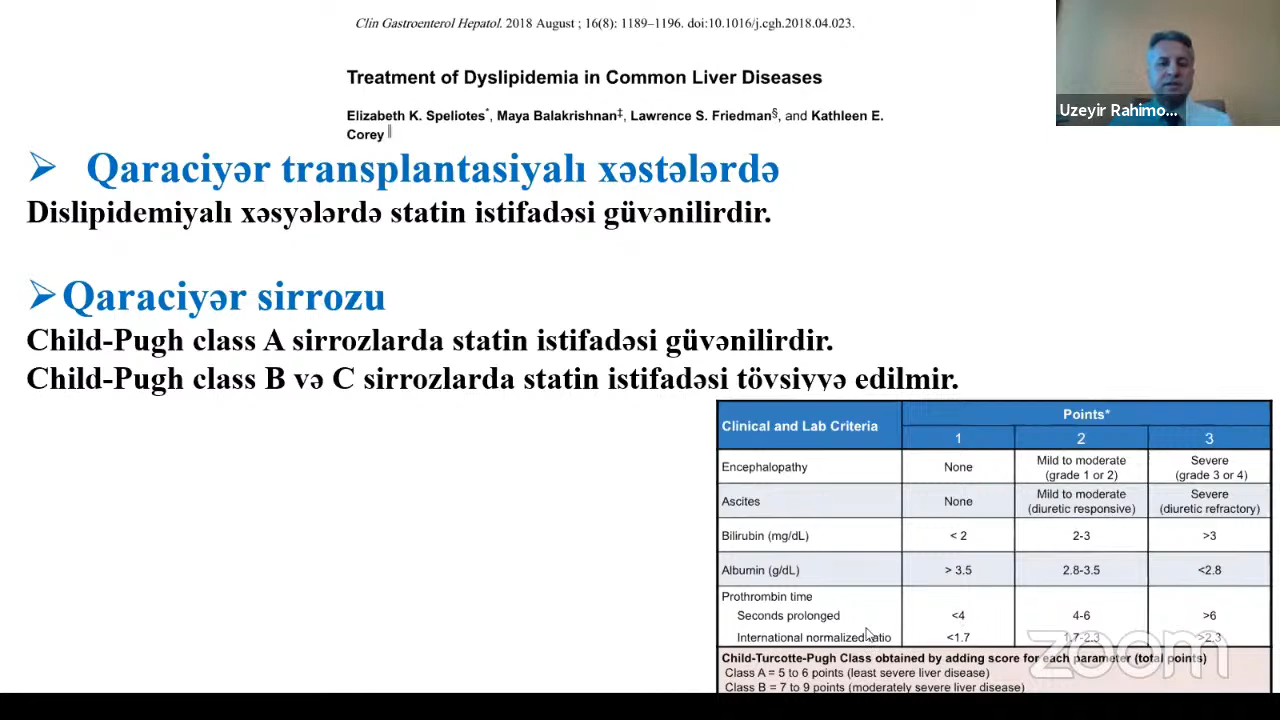 Clin Gastroenterol Hepatol. 2018 August ; 16(8): 1189–1196. doi:10.1016/j.cgh.2018.04.023.
Treatment of Dyslipidemia in Common Liver Diseases
Elizabeth K. Speliotes*, Maya Balakrishnan‡, Lawrence S. Friedman§, and Kathleen E.
Corey‖
Uzeyir Rahimo...
➢ Qaraciyər transplantasiyalı xəstələrdə
Dislipidemiyalı xəsyələrdə statin istifadəsi güvənilirdir.
➢ Qaraciyər sirrozu
Child-Pugh class A sirrozlarda statin istifadəsi güvənilirdir.
Child-Pugh class B və C sirrozlarda statin istifadəsi tövsiyyə edilmir.
Clinical and Lab Criteria Points*
1 2 3
Encephalopathy None Mild to moderate (grade 1 or 2) Severe (grade 3 or 4)
Ascites None Mild to moderate (diuretic responsive) Severe (diuretic refractory)
Bilirubin (mg/dL) < 2 2-3 >3
Albumin (g/dL) > 3.5 2.8-3.5 <2.8
Prothrombin time
Seconds prolonged <4 4-6 >6
International normalized ratio <1.7 1.7-2.3 >2.3
Child-Turcotte-Pugh Class obtained by adding score for each parameter (total points)
Class A = 5 to 6 points (least severe liver disease)
Class B = 7 to 9 points (moderately severe liver disease)
zoom